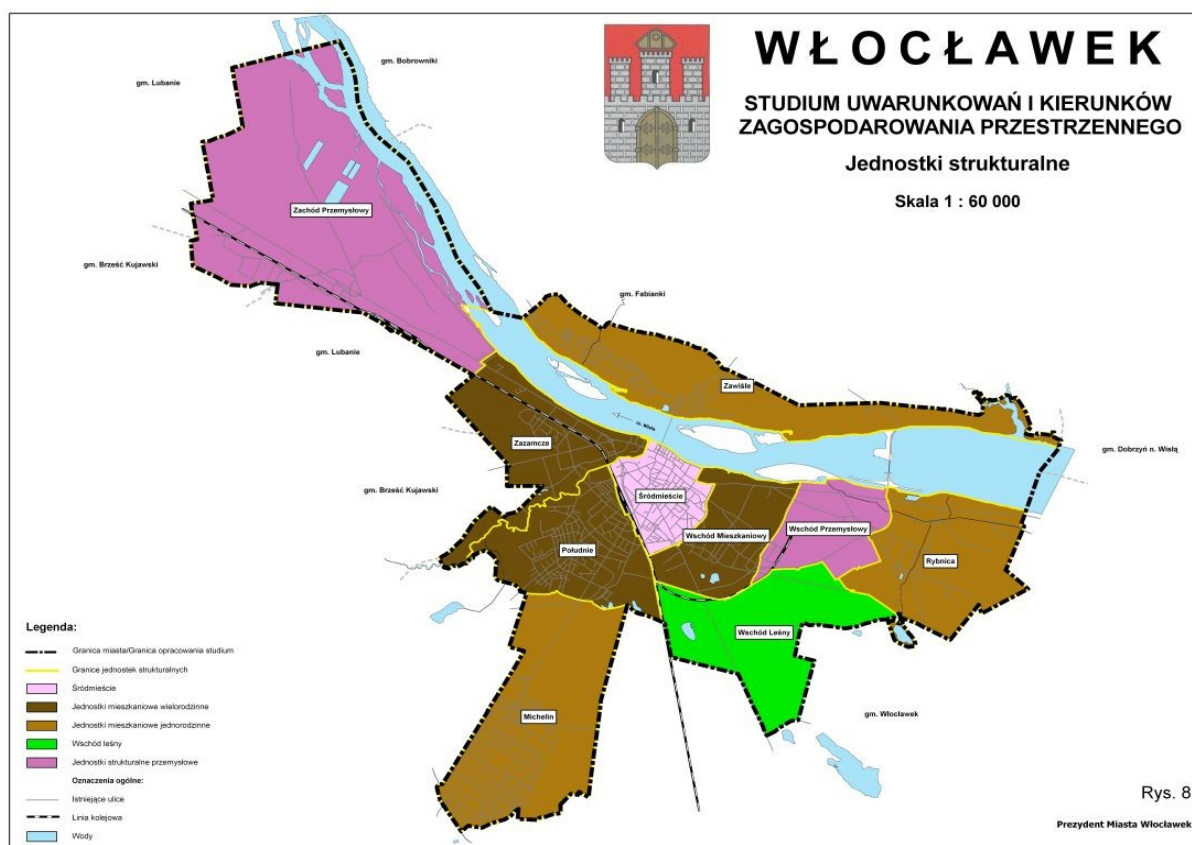 WŁOCŁAWEK
STUDIUM UWARUNKOWAŃ I KIERUNKÓW
ZAGOSPODAROWANIA PRZESTRZENNEGO
Jednostki strukturalne
Skala 1 : 60 000
gm. Bobrowniki
gm. Lubanie
Zachód Przemysłowy
gm. Brześć Kujawski
gm. Fabianki
gm. Lubanie
Zawiśle
rz. Wisła
Zazamcze
gm. Dobrzyń n. Wisłą
gm. Brześć Kujawski
Śródmieście
Wschód Przemysłowy
Wschód Mieszkaniowy
Południe
Rybnica
Wschód Leśny
Michelin
gm. Włocławek
Legenda:
Granica miasta/Granica opracowania studium
Granice jednostek strukturalnych
Śródmieście
Jednostki mieszkaniowe wielorodzinne
Jednostki mieszkaniowe jednorodzinne
Wschód leśny
Jednostki strukturalne przemysłowe
Oznaczenia ogólne:
Istniejące ulice
Linia kolejowa
Wody
Rys. 8
Prezydent Miasta Włocławek